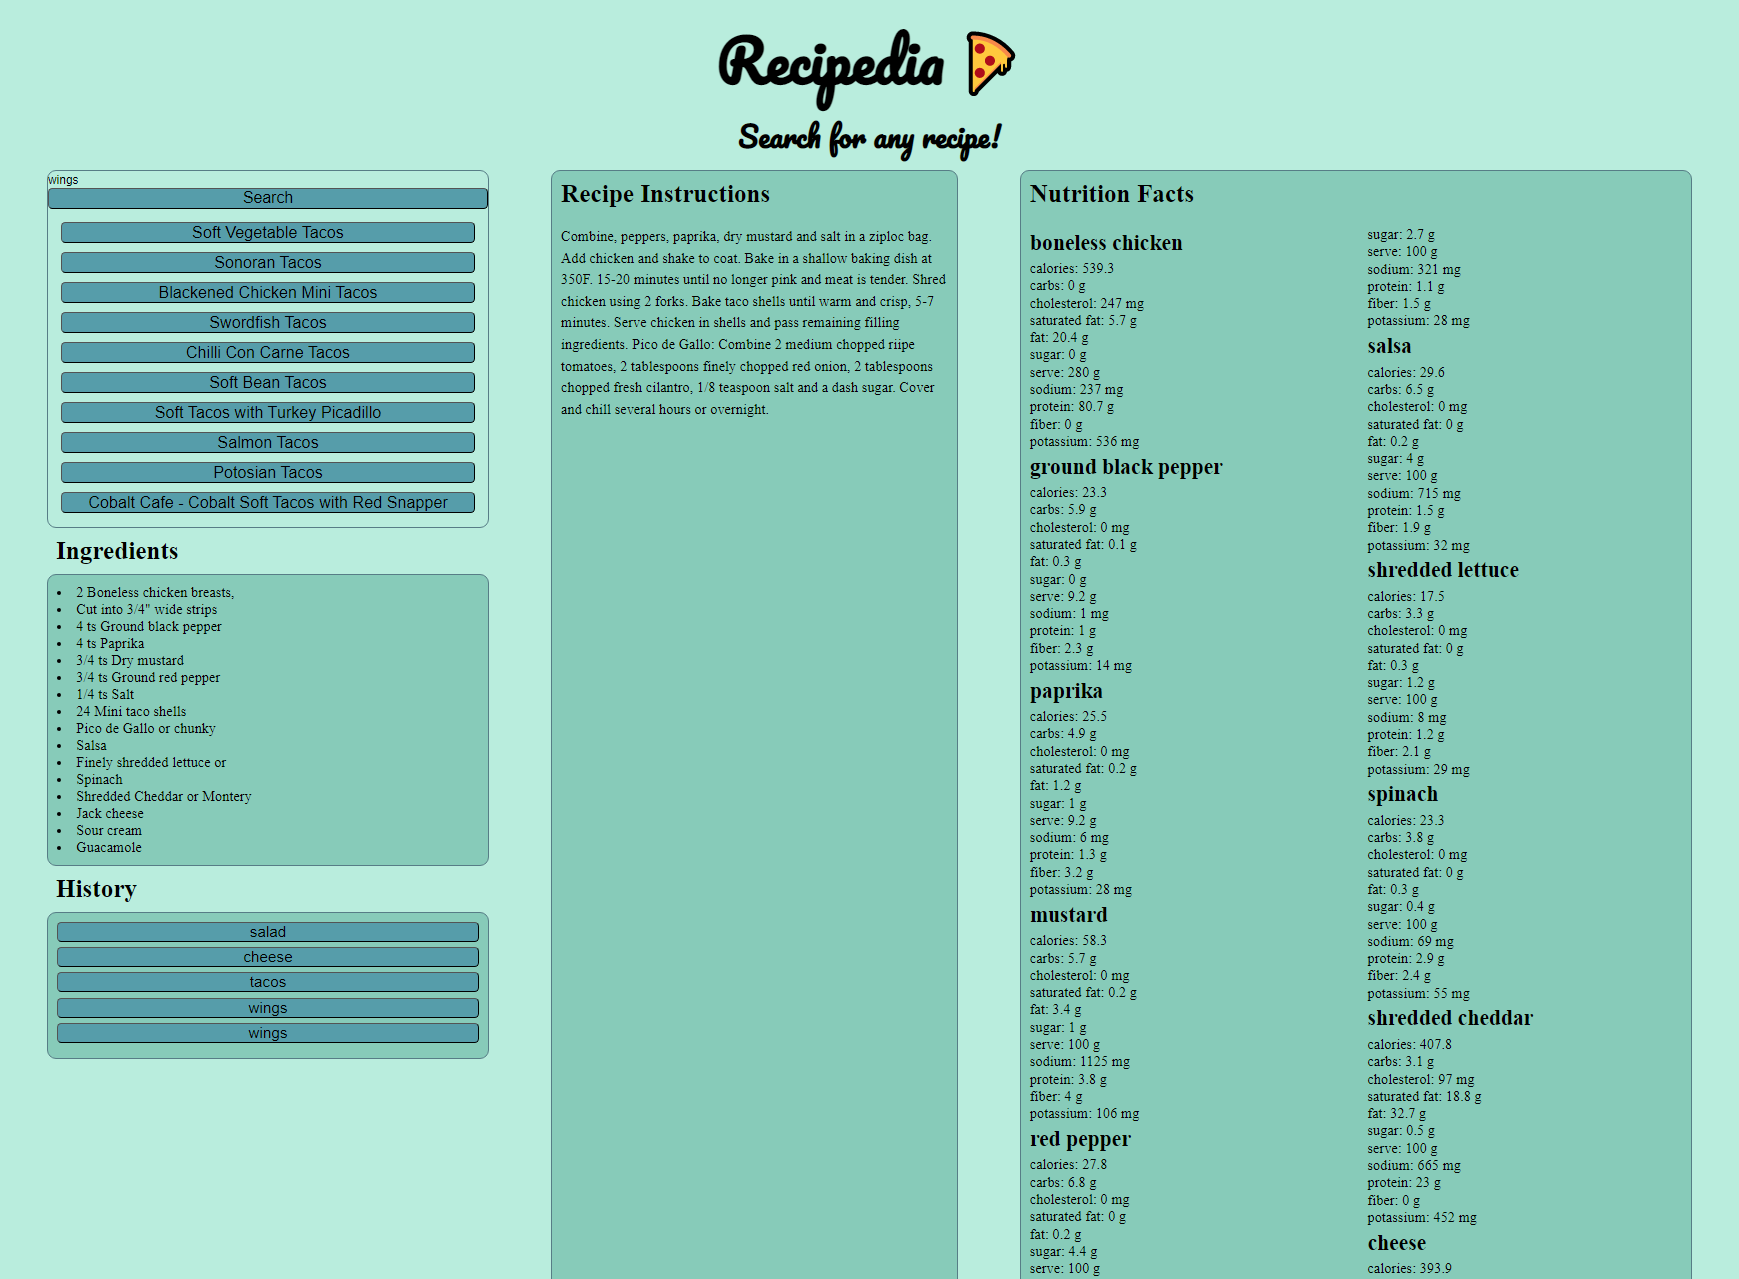 Recipedia
Search for any recipe!
wings
Search
Soft Vegetable Tacos
Sonoran Tacos
Blackened Chicken Mini Tacos
Swordfish Tacos
Chilli Con Carne Tacos
Soft Bean Tacos
Soft Tacos with Turkey Picadillo
Salmon Tacos
Potosian Tacos
Cobalt Cafe - Cobalt Soft Tacos with Red Snapper
Ingredients
2 Boneless chicken breasts,
Cut into 3/4" wide strips
4 ts Ground black pepper
4 ts Paprika
3/4 ts Dry mustard
3/4 ts Ground red pepper
1/4 ts Salt
24 Mini taco shells
Pico de Gallo or chunky
Salsa
Finely shredded lettuce or
Spinach
Shredded Cheddar or Montery
Jack cheese
Sour cream
Guacamole
History
salad
cheese
tacos
wings
wings
Recipe Instructions
Combine, peppers, paprika, dry mustard and salt in a ziploc bag.
Add chicken and shake to coat. Bake in a shallow baking dish at
350F. 15-20 minutes until no longer pink and meat is tender. Shred
chicken using 2 forks. Bake taco shells until warm and crisp, 5-7
minutes. Serve chicken in shells and pass remaining filling
ingredients. Pico de Gallo: Combine 2 medium chopped riipe
tomatoes, 2 tablespoons finely chopped red onion, 2 tablespoons
chopped fresh cilantro, 1/8 teaspoon salt and a dash sugar. Cover
and chill several hours or overnight.
Nutrition Facts
boneless chicken
calories: 539.3
carbs: 0 g
cholesterol: 247 mg
saturated fat: 5.7 g
fat: 20.4 g
sugar: 0 g
serve: 280 g
sodium: 237 mg
protein: 80.7 g
fiber: 0 g
potassium: 536 mg
ground black pepper
calories: 23.3
carbs: 5.9 g
cholesterol: 0 mg
saturated fat: 0.1 g
fat: 0.3 g
sugar: 0 g
serve: 9.2 g
sodium: 1 mg
protein: 1 g
fiber: 2.3 g
potassium: 14 mg
paprika
calories: 25.5
carbs: 4.9 g
cholesterol: 0 mg
saturated fat: 0.2 g
fat: 1.2 g
sugar: 1 g
serve: 9.2 g
sodium: 6 mg
protein: 1.3 g
fiber: 3.2 g
potassium: 28 mg
mustard
calories: 58.3
carbs: 5.7 g
cholesterol: 0 mg
saturated fat: 0.2 g
fat: 3.4 g
sugar: 1 g
serve: 100 g
sodium: 1125 mg
protein: 3.8 g
fiber: 4 g
potassium: 106 mg
red pepper
calories: 27.8
carbs: 6.8 g
cholesterol: 0 mg
saturated fat: 0 g
fat: 0.2 g
sugar: 4.4 g
serve: 100 g
sugar: 2.7 g
serve: 100 g
sodium: 321 mg
protein: 1.1 g
fiber: 1.5 g
potassium: 28 mg
salsa
calories: 29.6
carbs: 6.5 g
cholesterol: 0 mg
saturated fat: 0 g
fat: 0.2 g
sugar: 4 g
serve: 100 g
sodium: 715 mg
protein: 1.5 g
fiber: 1.9 g
potassium: 32 mg
shredded lettuce
calories: 17.5
carbs: 3.3 g
cholesterol: 0 mg
saturated fat: 0 g
fat: 0.3 g
sugar: 1.2 g
serve: 100 g
sodium: 8 mg
protein: 1.2 g
fiber: 2.1 g
potassium: 29 mg
spinach
calories: 23.3
carbs: 3.8 g
cholesterol: 0 mg
saturated fat: 0 g
fat: 0.3 g
sugar: 0.4 g
serve: 100 g
sodium: 69 mg
protein: 2.9 g
fiber: 2.4 g
potassium: 55 mg
shredded cheddar
calories: 407.8
carbs: 3.1 g
cholesterol: 97 mg
saturated fat: 18.8 g
fat: 32.7 g
sugar: 0.5 g
serve: 100 g
sodium: 665 mg
protein: 23 g
fiber: 0 g
potassium: 452 mg
cheese
calories: 393.9